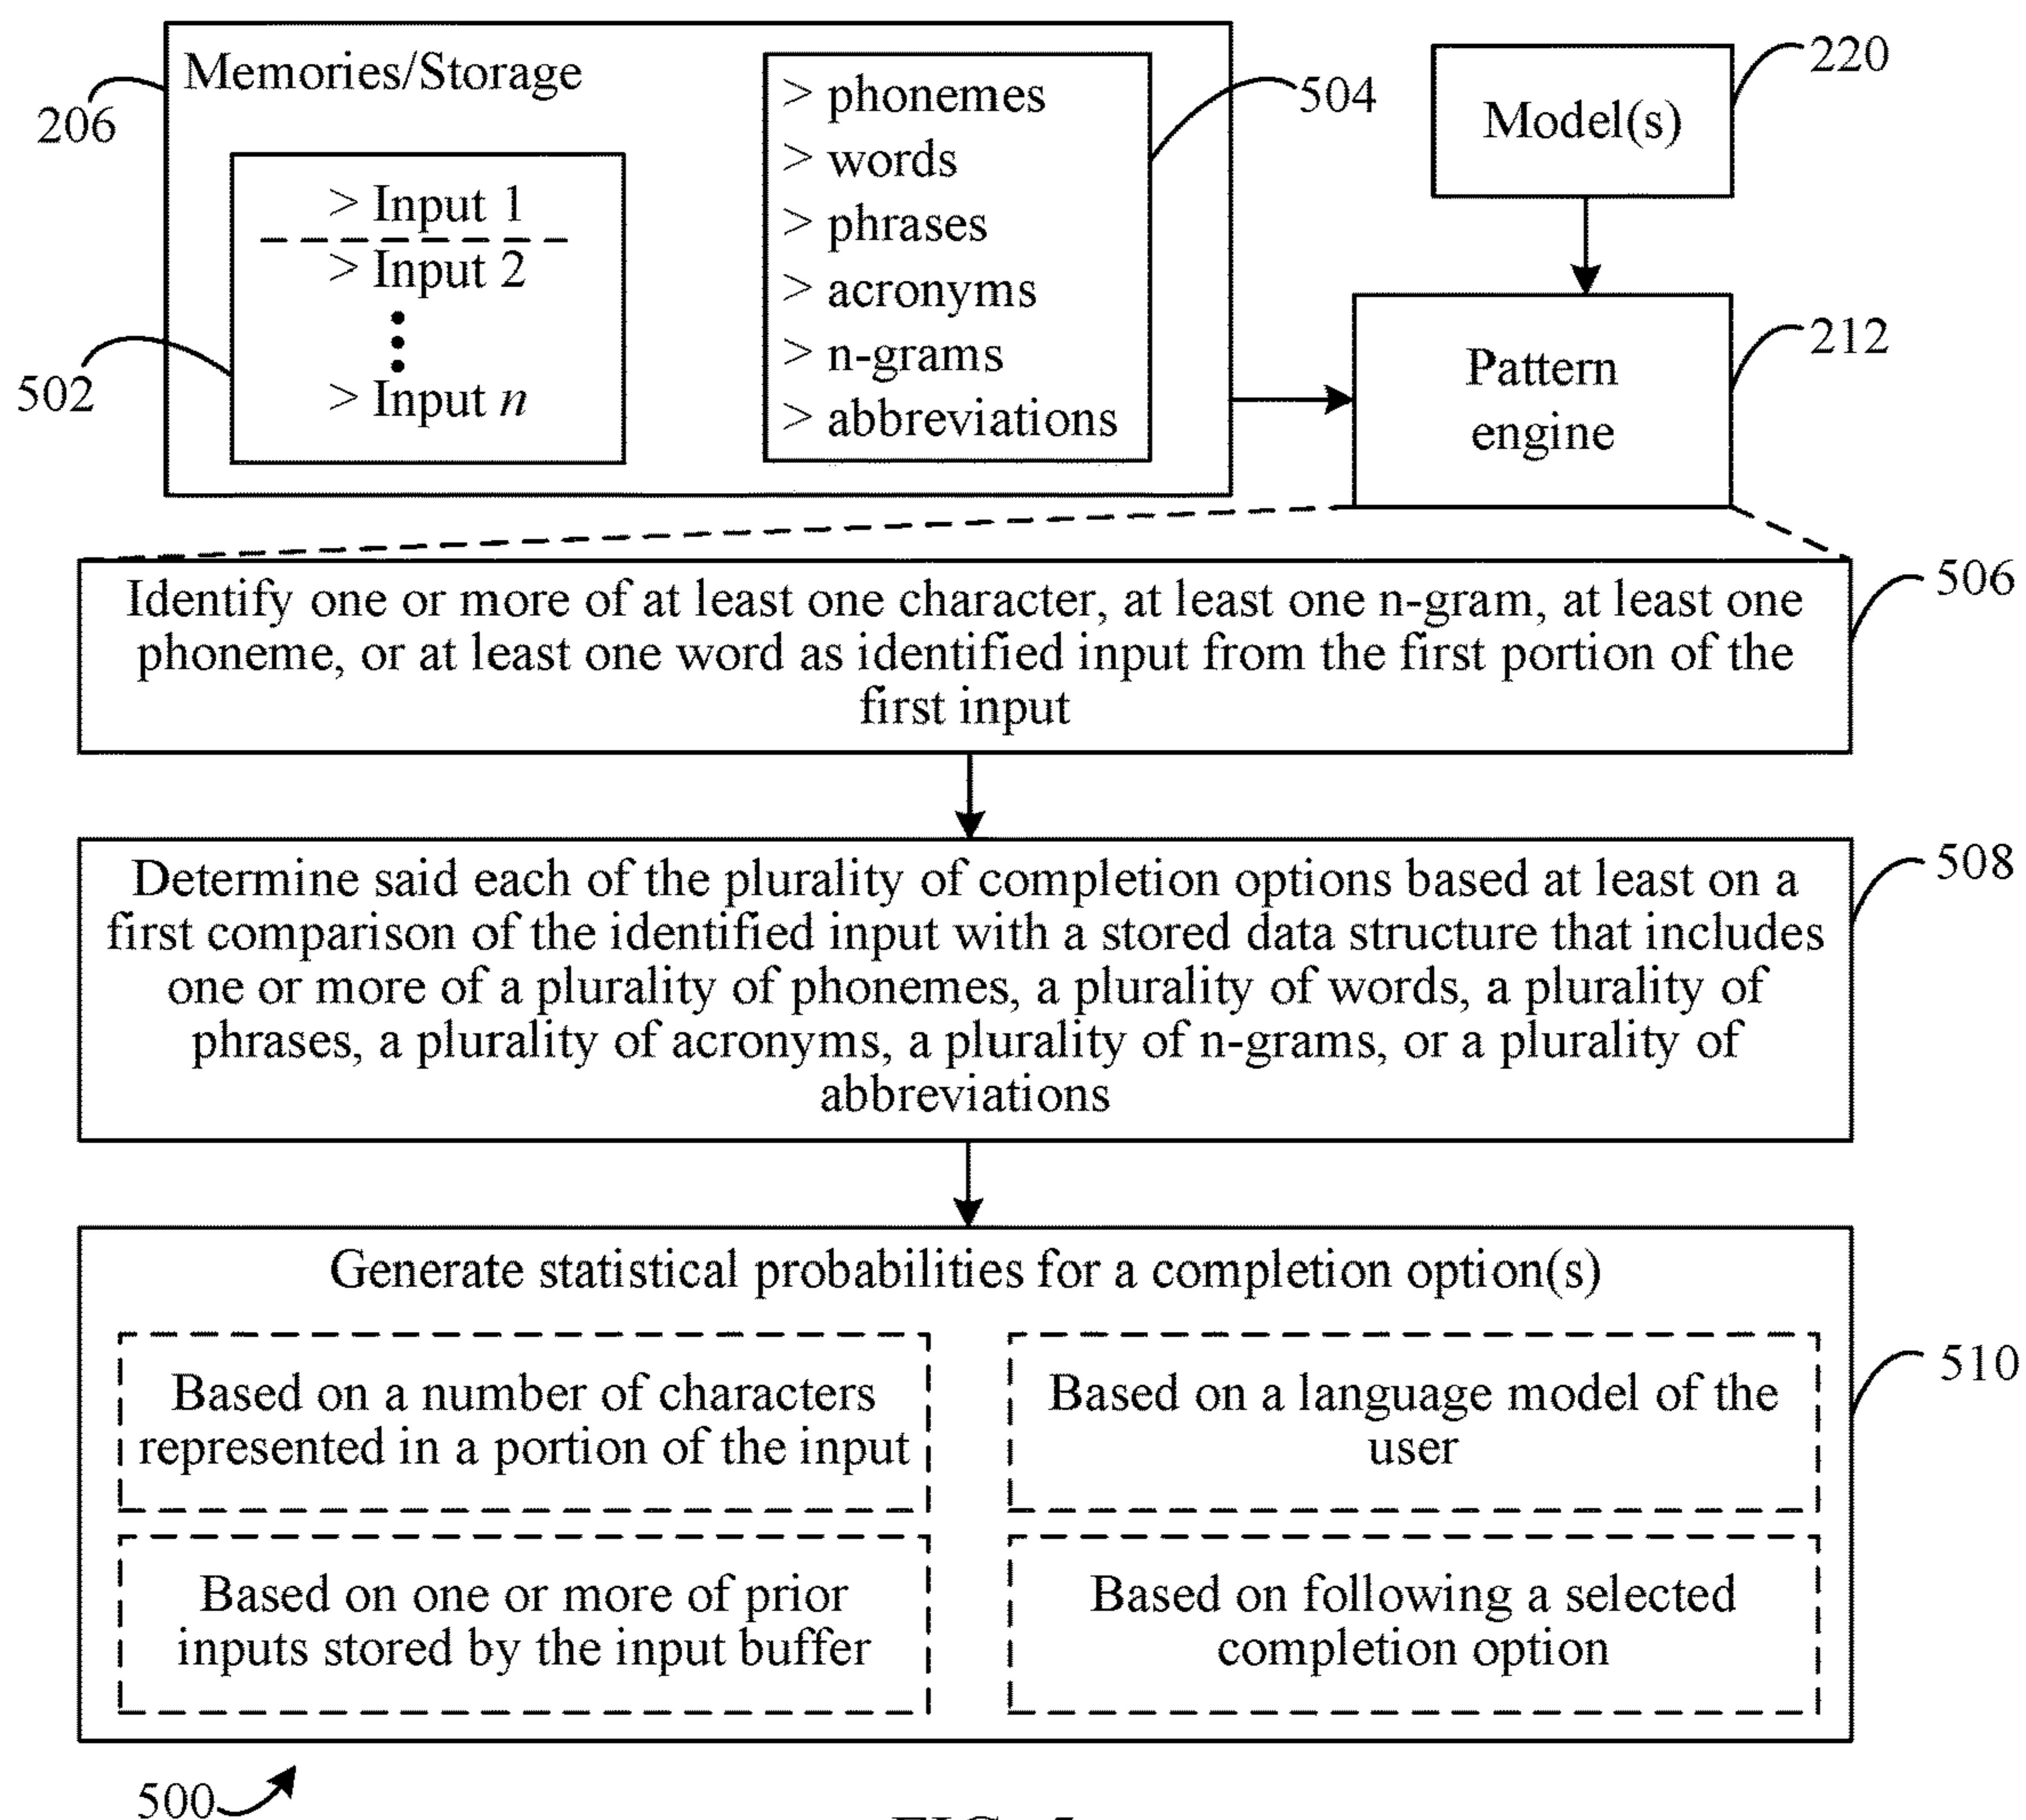 Memories/Storage
206
> Input 1
> Input 2
> Input n
502
> phonemes
> words
> phrases
> acronyms
> n-grams
> abbreviations
504
Model(s)
220
Pattern
engine
212
Identify one or more of at least one character, at least one n-gram, at least one
phoneme, or at least one word as identified input from the first portion of the
first input
506
Determine said each of the plurality of completion options based at least on a
first comparison of the identified input with a stored data structure that includes
one or more of a plurality of phonemes, a plurality of words, a plurality of
phrases, a plurality of acronyms, a plurality of n-grams, or a plurality of
abbreviations
508
Generate statistical probabilities for a completion option(s)
Based on a number of characters
represented in a portion of the input
Based on a language model of the
user
Based on one or more of prior
inputs stored by the input buffer
Based on following a selected
completion option
510
500